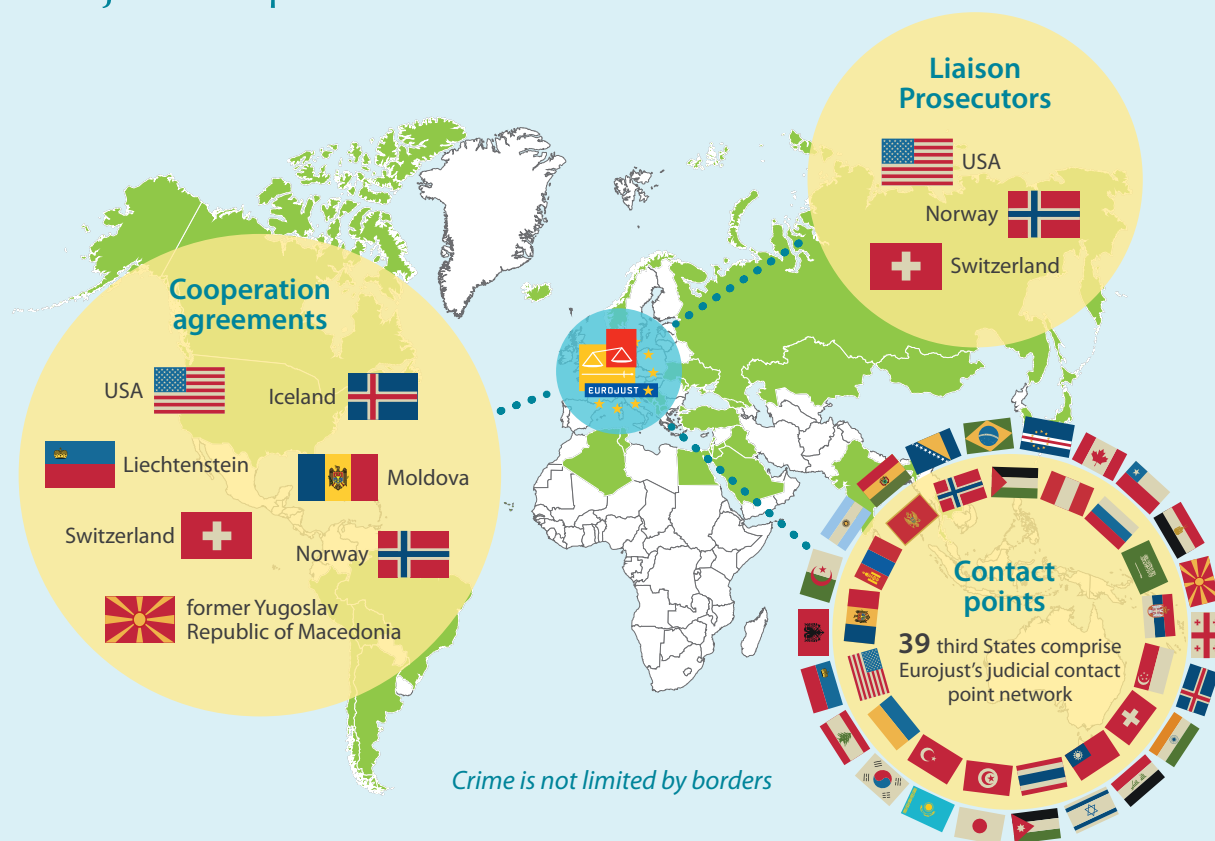 Liaison
Prosecutors
USA
Norway
Switzerland
Cooperation
agreements
USA
Iceland
Liechtenstein
Moldova
Switzerland
Norway
former Yugoslav
Republic of Macedonia
EUROJUST
Contact
points
39 third States comprise
Eurojust's judicial contact
point network
Crime is not limited by borders